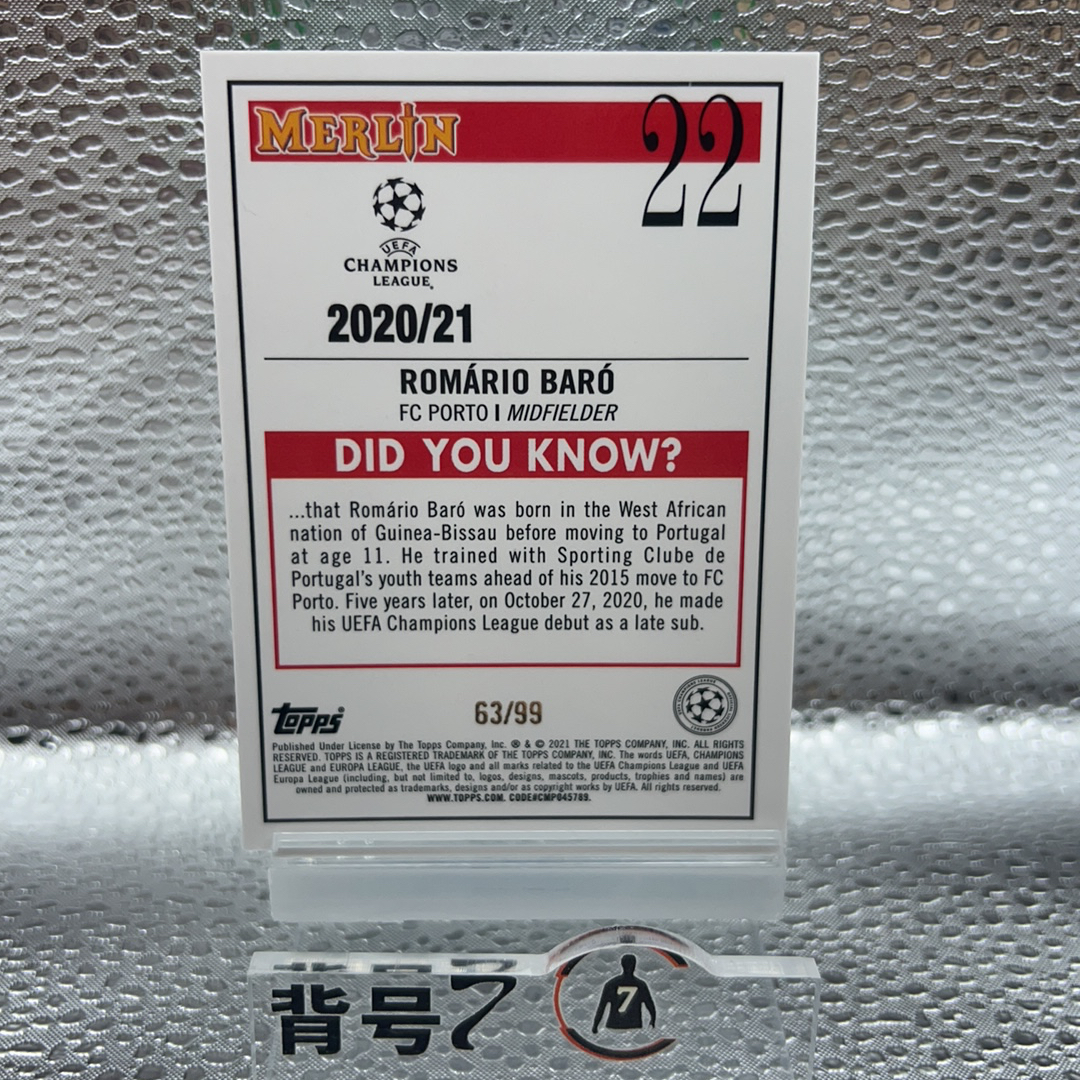 MERLIN
22
UEFA
CHAMPIONS
LEAGUE
2020/21
ROMÁRIO BARÓ
FC PORTO I MIDFIELDER
DID YOU KNOW?
...that Romário Baró was born in the West African
nation of Guinea-Bissau before moving to Portugal
at age 11. He trained with Sporting Clube de
Portugal's youth teams ahead of his 2015 move to FC
Porto. Five years later, on October 27, 2020, he made
his UEFA Champions League debut as a late sub.
topps
63/99
Published Under License by The Topps Company, Inc. ® & © 2021 THE TOPPS COMPANY, INC. ALL RIGHTS
RESERVED. TOPPS IS A REGISTERED TRADEMARK OF THE TOPPS COMPANY, INC. The words UEFA, CHAMPIONS
LEAGUE and EUROPA LEAGUE, the UEFA logo and all marks related to the UEFA Champions League and UEFA
Europa League (including, but not limited to, logos, designs, mascots, products, trophies and names) are
owned and protected as trademarks, designs and/or as copyright works by UEFA. All rights reserved.
WWW.TOPPS.COM. CODE#CMP045789.
背号7
7